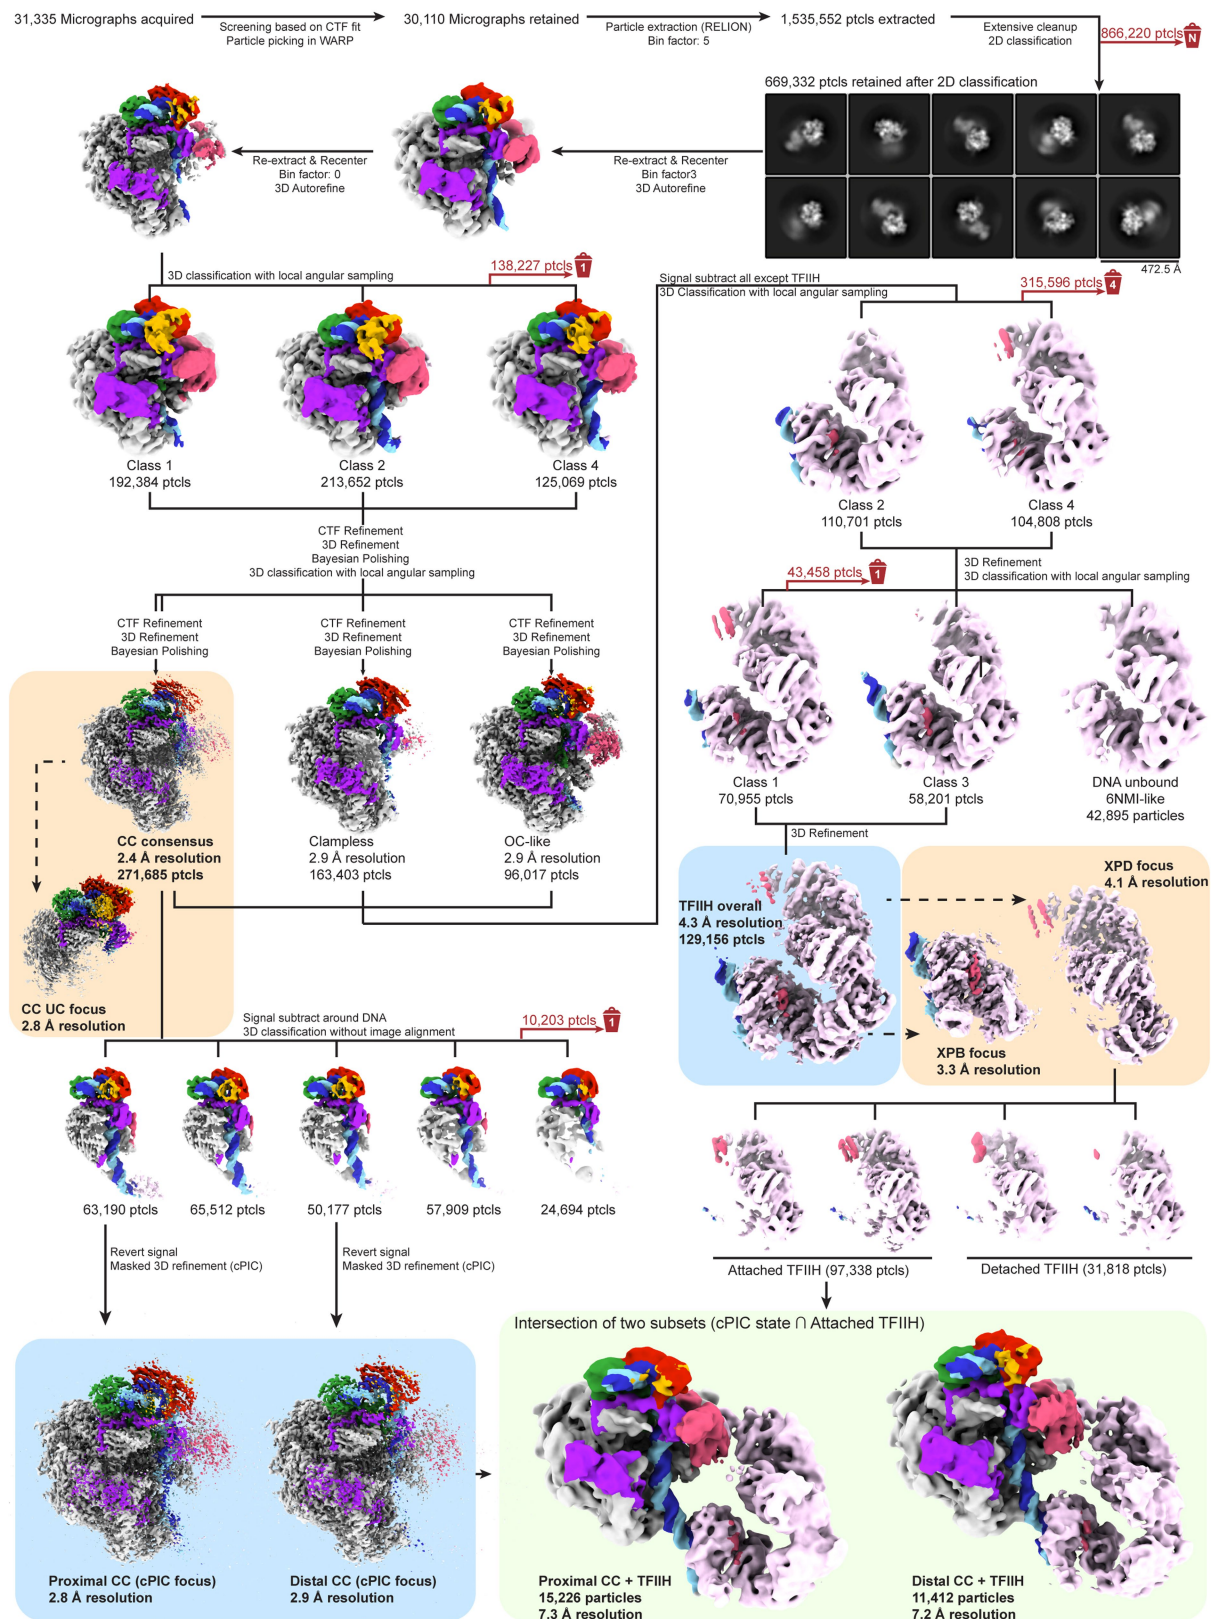 31,335 Micrographs acquired
Screening based on CTF fit
Particle picking in WARP
30,110 Micrographs retained
Particle extraction (RELION)
Bin factor: 5
1,535,552 ptcls extracted
Extensive cleanup
2D classification
866,220 ptcls
N
669,332 ptcls retained after 2D classification
Re-extract & Recenter
Bin factor: 0
3D Autorefine
Re-extract & Recenter
Bin factor3
3D Autorefine
472.5 Å
3D classification with local angular sampling
138,227 ptcls
1
Class 1
192,384 ptcls
Class 2
213,652 ptcls
Class 4
125,069 ptcls
CTF Refinement
3D Refinement
Bayesian Polishing
3D classification with local angular sampling
CTF Refinement
3D Refinement
Bayesian Polishing
CTF Refinement
3D Refinement
Bayesian Polishing
CTF Refinement
3D Refinement
Bayesian Polishing
CC consensus
2.4 Å resolution
271,685 ptcls
Clampless
2.9 Å resolution
163,403 ptcls
OC-like
2.9 Å resolution
96,017 ptcls
CC UC focus
2.8 Å resolution
Signal subtract all except TFIIH
3D Classification with local angular sampling
315,596 ptcls
4
Class 2
110,701 ptcls
Class 4
104,808 ptcls
3D Refinement
3D classification with local angular sampling
43,458 ptcls
1
Class 1
70,955 ptcls
Class 3
58,201 ptcls
DNA unbound
6NMI-like
42,895 particles
3D Refinement
TFIIH overall
4.3 Å resolution
129,156 ptcls
XPD focus
4.1 Å resolution
XPB focus
3.3 Å resolution
Attached TFIIH (97,338 ptcls)
Detached TFIIH (31,818 ptcls)
Signal subtract around DNA
3D classification without image alignment
10,203 ptcls
1
63,190 ptcls
65,512 ptcls
50,177 ptcls
57,909 ptcls
24,694 ptcls
Revert signal
Masked 3D refinement (cPIC)
Revert signal
Masked 3D refinement (cPIC)
Proximal CC (cPIC focus)
2.8 Å resolution
Distal CC (cPIC focus)
2.9 Å resolution
Intersection of two subsets (cPIC state ∩ Attached TFIIH)
Proximal CC + TFIIH
15,226 particles
7.3 Å resolution
Distal CC + TFIIH
11,412 particles
7.2 Å resolution